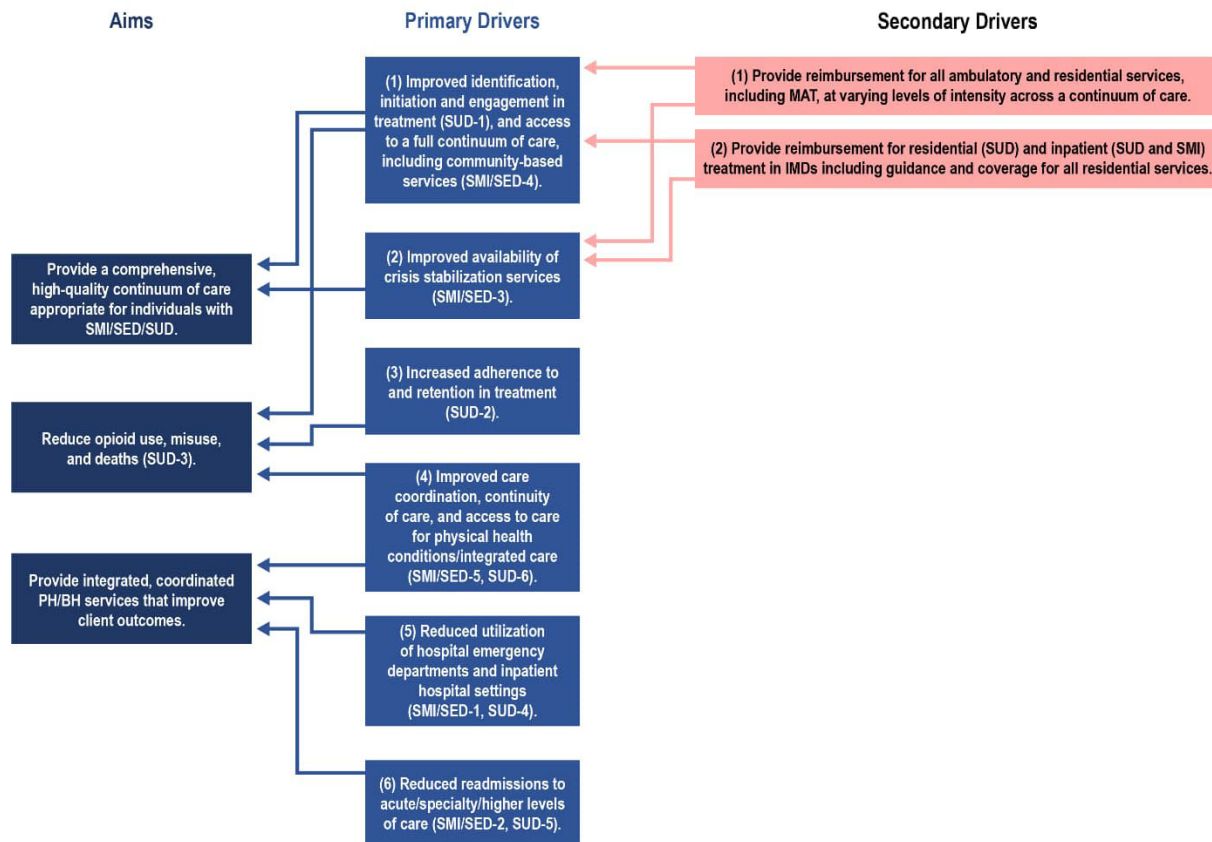 Aims
Primary Drivers
Secondary Drivers
Provide a comprehensive,
high-quality continuum of care
appropriate for individuals with
SMI/SED/SUD.
Reduce opioid use, misuse,
and deaths (SUD-3).
Provide integrated, coordinated
PH/BH services that improve
client outcomes.
(1) Improved identification,
initiation and engagement in
treatment (SUD-1), and access
to a full continuum of care,
including community-based
services (SMI/SED-4).
(2) Improved availability of
crisis stabilization services
(SMI/SED-3).
(3) Increased adherence to
and retention in treatment
(SUD-2).
(4) Improved care
coordination, continuity
of care, and access to care
for physical health
conditions/integrated care
(SMI/SED-5, SUD-6).
(5) Reduced utilization
of hospital emergency
departments and inpatient
hospital settings
(SMI/SED-1, SUD-4).
(6) Reduced readmissions to
acute/specialty/higher levels
of care (SMI/SED-2, SUD-5).
(1) Provide reimbursement for all ambulatory and residential services,
including MAT, at varying levels of intensity across a continuum of care.
(2) Provide reimbursement for residential (SUD) and inpatient (SUD and SMI)
treatment in IMDs including guidance and coverage for all residential services.